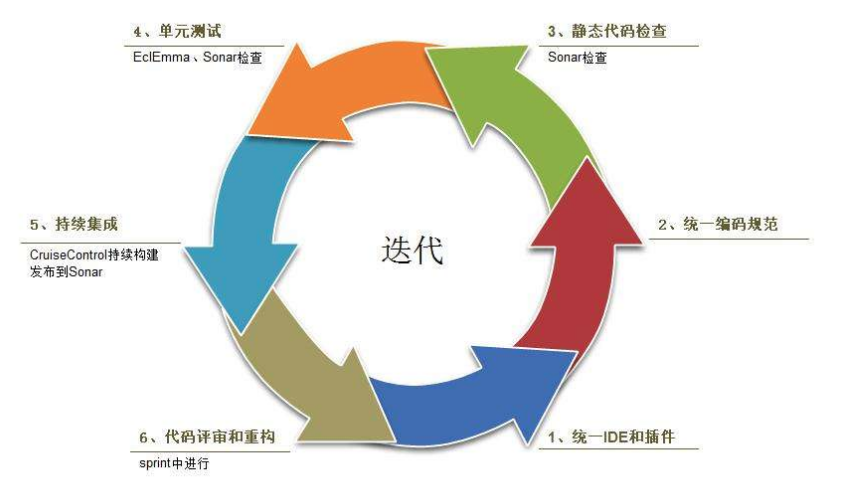 4、单元测试
EclEmma、Sonar检查
3、静态代码检查
Sonar检查
5、持续集成
CruiseControl持续构建
发布到Sonar
迭代
2、统一编码规范
6、代码评审和重构
sprint中进行
1、统一IDE和插件